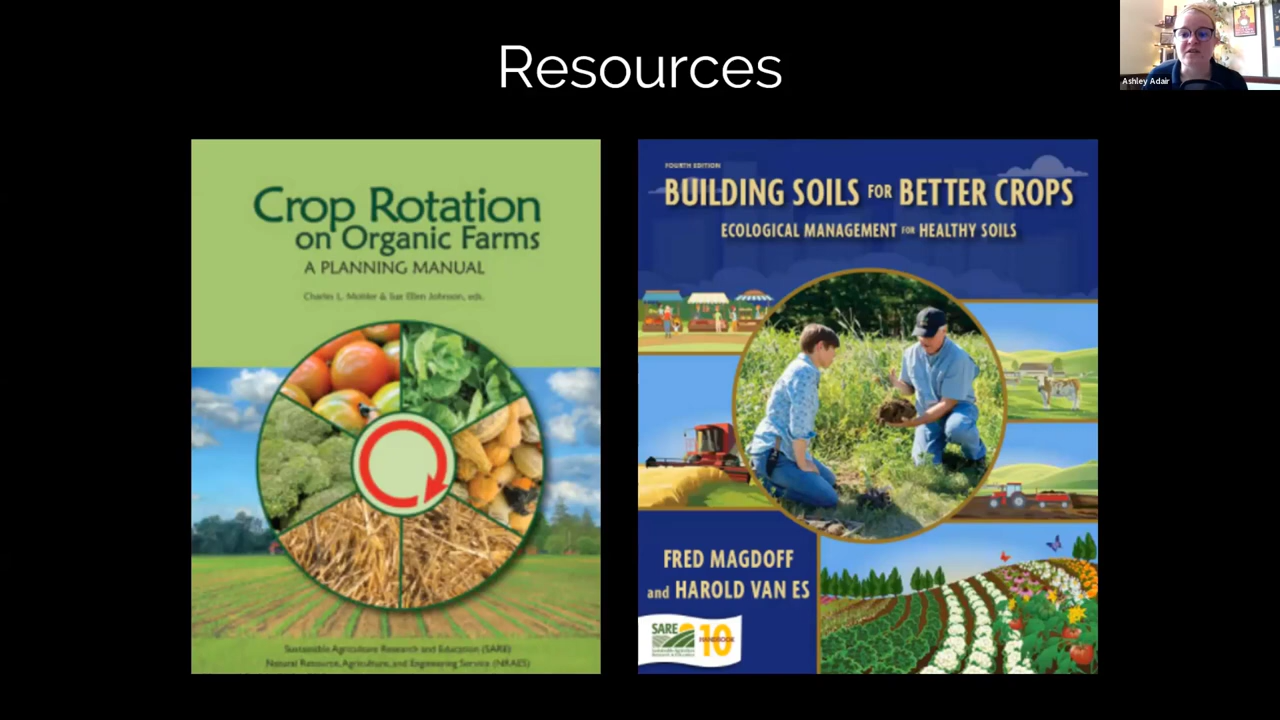 Resources
Ashley Adair
Crop Rotation
on Organic Farms
A PLANNING MANUAL
Charles L. Mohler & Sue Ellen Johnson, eds.
Sustainable Agriculture Research and Education (SARE)
Natural Resource, Agriculture, and Engineering Service (NRAES)
FOURTH EDITION
BUILDING SOILS FOR BETTER CROPS
ECOLOGICAL MANAGEMENT FOR HEALTHY SOILS
FRED MAGDOFF
and HAROLD VAN ES
SARE
HANDBOOK
10